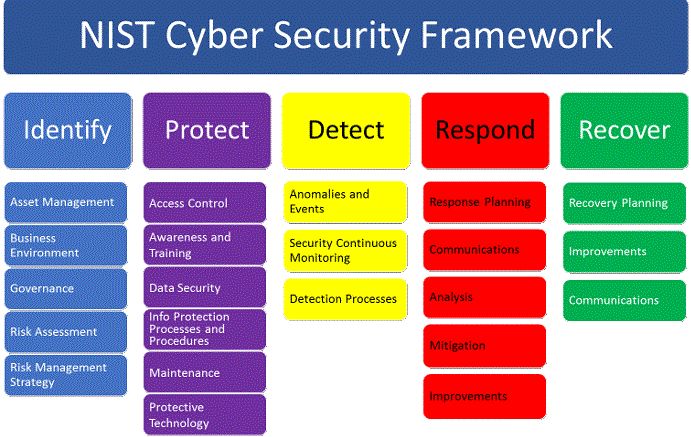 NIST Cyber Security Framework
Identify
Protect
Detect
Respond
Recover
Asset Management
Business
Environment
Governance
Risk Assessment
Risk Management
Strategy
Access Control
Awareness and
Training
Data Security
Info Protection
Processes and
Procedures
Maintenance
Protective
Technology
Anomalies and
Events
Security Continuous
Monitoring
Detection Processes
Response Planning
Communications
Analysis
Mitigation
Improvements
Recovery Planning
Improvements
Communications